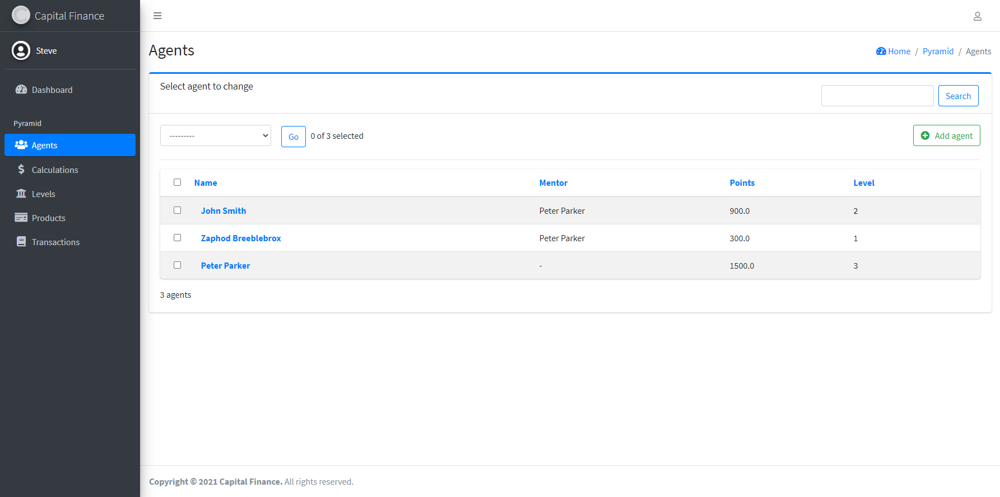 Capital Finance
Steve
Dashboard
Pyramid
Agents
Calculations
Levels
Products
Transactions
Agents
Home / Pyramid / Agents
Select agent to change
Search
---------
Go
0 of 3 selected
Add agent
Name Mentor Points Level
John Smith Peter Parker 900.0 2
Zaphod Breeblebrox Peter Parker 300.0 1
Peter Parker - 1500.0 3
3 agents
Copyright © 2021 Capital Finance. All rights reserved.